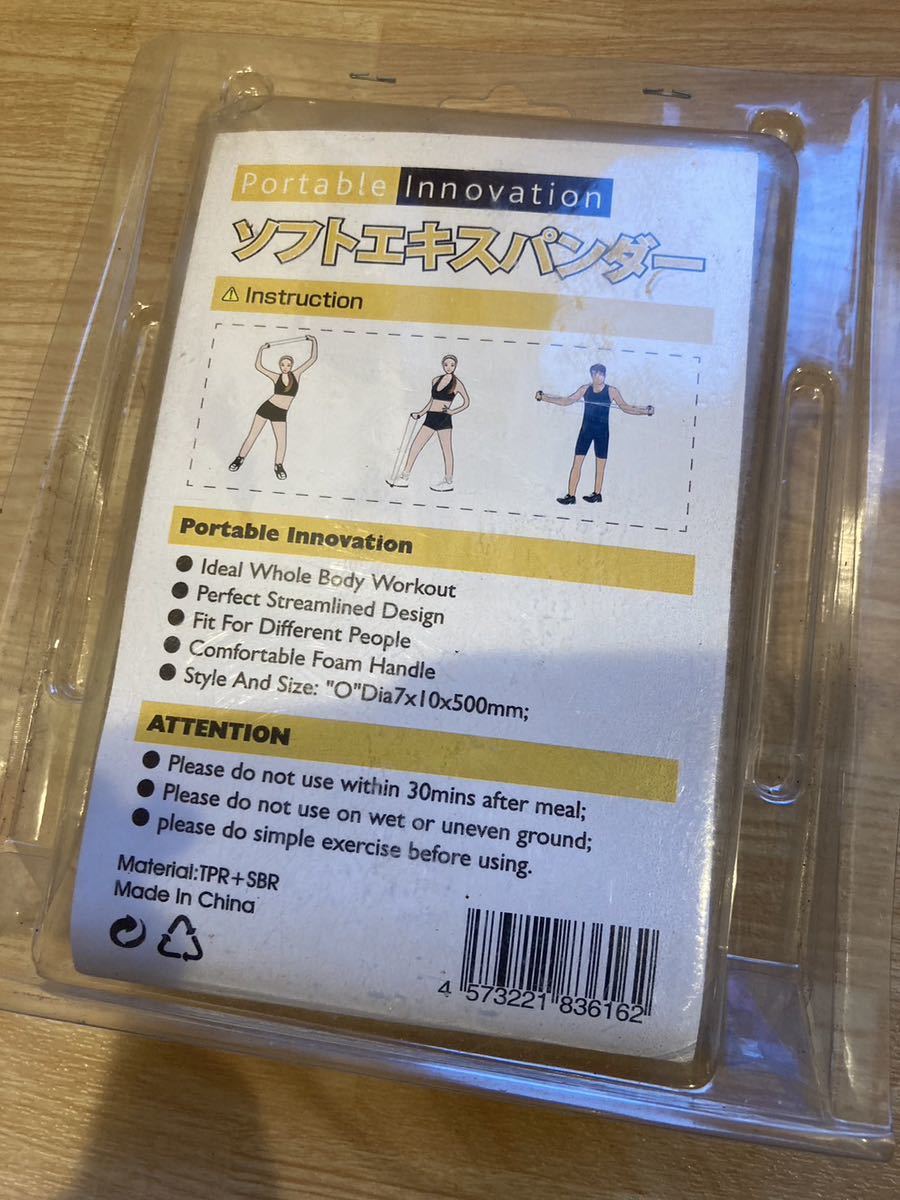 Portable Innovation
ソフトエキスパンダー
⚠ Instruction
Portable Innovation
● Ideal Whole Body Workout
● Perfect Streamlined Design
● Fit For Different People
● Comfortable Foam Handle
● Style And Size: "O"Dia7x10x500mm;
ATTENTION
● Please do not use within 30mins after meal;
● Please do not use on wet or uneven ground;
● please do simple exercise before using.
Material:TPR+SBR
Made In China
4 573221 836162